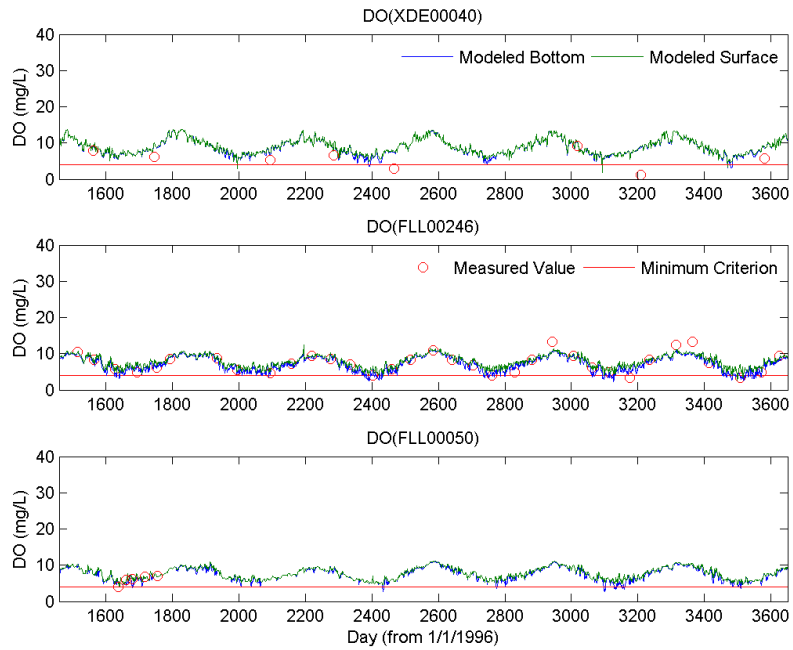 DO(XDE00040)
40
30
20
10
0
DO (mg/L)
Modeled Bottom Modeled Surface
1600 1800 2000 2200 2400 2600 2800 3000 3200 3400 3600
DO(FLL00246)
40
30
20
10
0
DO (mg/L)
Measured Value Minimum Criterion
1600 1800 2000 2200 2400 2600 2800 3000 3200 3400 3600
DO(FLL00050)
40
30
20
10
0
DO (mg/L)
1600 1800 2000 2200 2400 2600 2800 3000 3200 3400 3600
Day (from 1/1/1996)